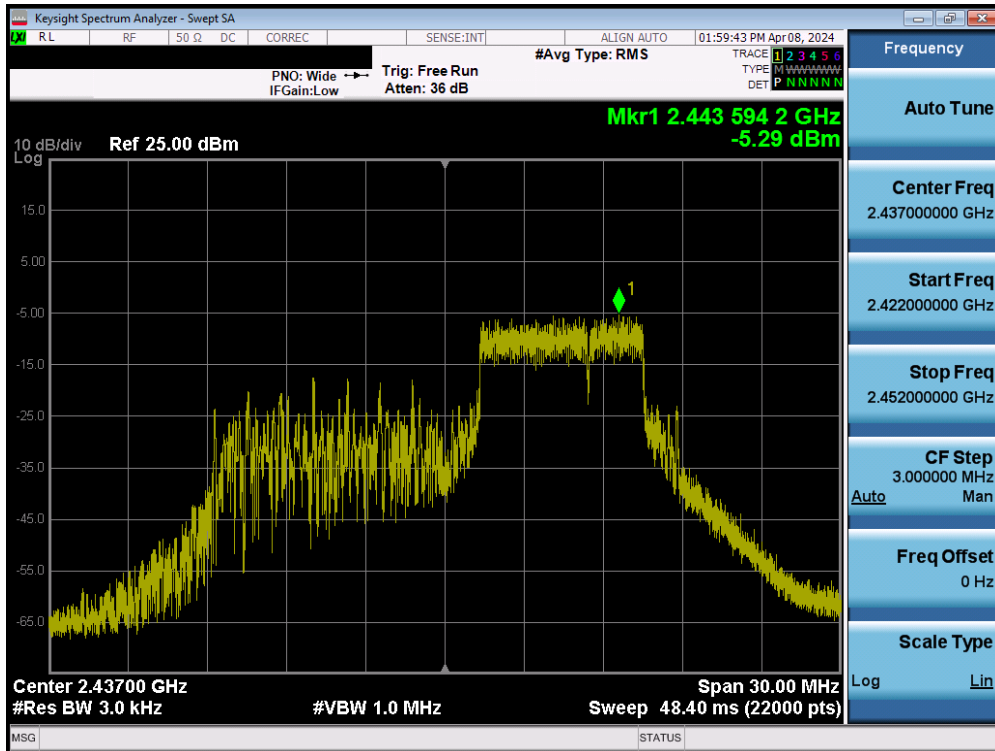 Keysight Spectrum Analyzer - Swept SA
LXI RL RF 50 Ω DC CORREC SENSE:INT ALIGN AUTO 01:59:43 PM Apr 08, 2024
#Avg Type: RMS
TRACE 1 2 3 4 5 6
PNO: Wide Trig: Free Run
TYPE M W W W W W
IFGain:Low Atten: 36 dB
DET P N N N N N
Mkr1 2.443 594 2 GHz
-5.29 dBm
10 dB/div Ref 25.00 dBm
Log
15.0
5.00
1
-5.00
-15.0
-25.0
-35.0
-45.0
-55.0
-65.0
Center 2.43700 GHz Span 30.00 MHz
#Res BW 3.0 kHz #VBW 1.0 MHz Sweep 48.40 ms (22000 pts)
MSG STATUS
Frequency
Auto Tune
Center Freq
2.437000000 GHz
Start Freq
2.422000000 GHz
Stop Freq
2.452000000 GHz
CF Step
3.000000 MHz
Auto Man
Freq Offset
0 Hz
Scale Type
Log Lin